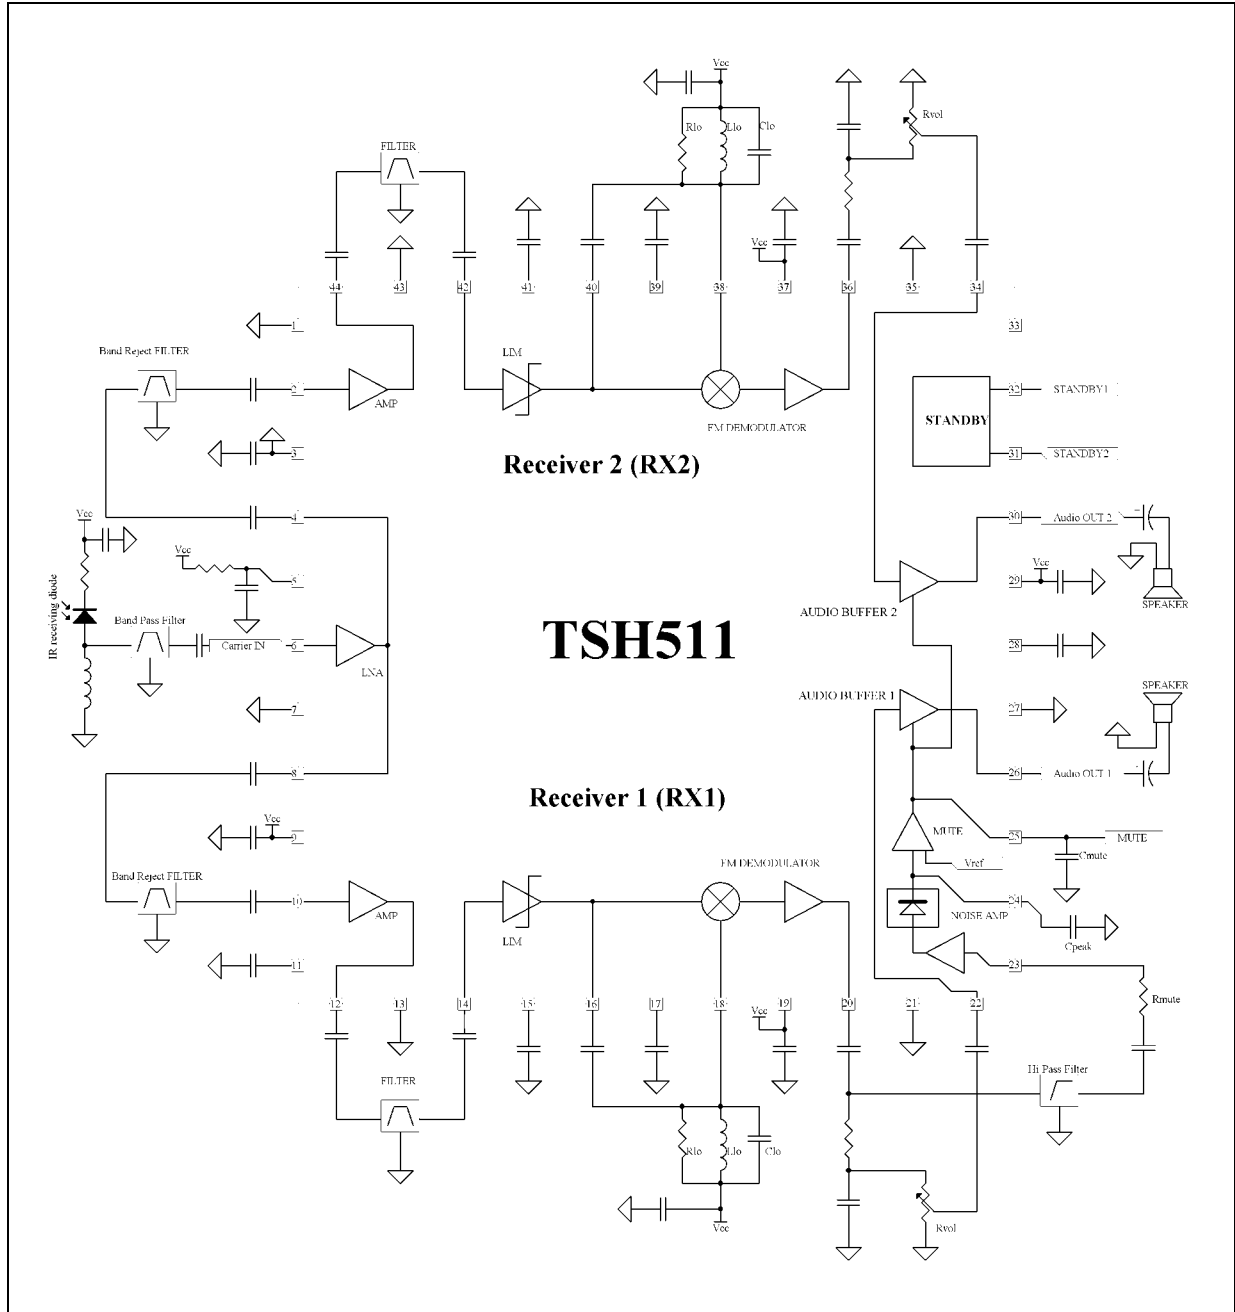 Vcc
Rlo
Llo
Clo
Rvol
FILTER
Vcc
44
43
42
41
40
39
38
37
36
35
34
1
33
Band Reject FILTER
LIM
2
AMP
32
STANDBY1
STANDBY
FM DEMODULATOR
3
31
STANDBY2
Receiver 2 (RX2)
Vcc
4
30
Audio OUT 2
+
Vcc
5
Vcc
29
IR receiving diode
SPEAKER
AUDIO BUFFER 2
Band Pass Filter
TSH511
Carrier IN
6
28
LNA
SPEAKER
AUDIO BUFFER 1
7
27
8
26
Audio OUT 1
Receiver 1 (RX1)
Vcc
9
MUTE
25
MUTE
Cmute
Vref
FM DEMODULATOR
Band Reject FILTER
10
AMP
24
NOISE AMP
LIM
Cpeak
11
23
12
13
14
15
16
17
18
19
20
21
22
Rmute
Vcc
Hi Pass Filter
FILTER
Rlo
Llo
Clo
Vcc
Rvol